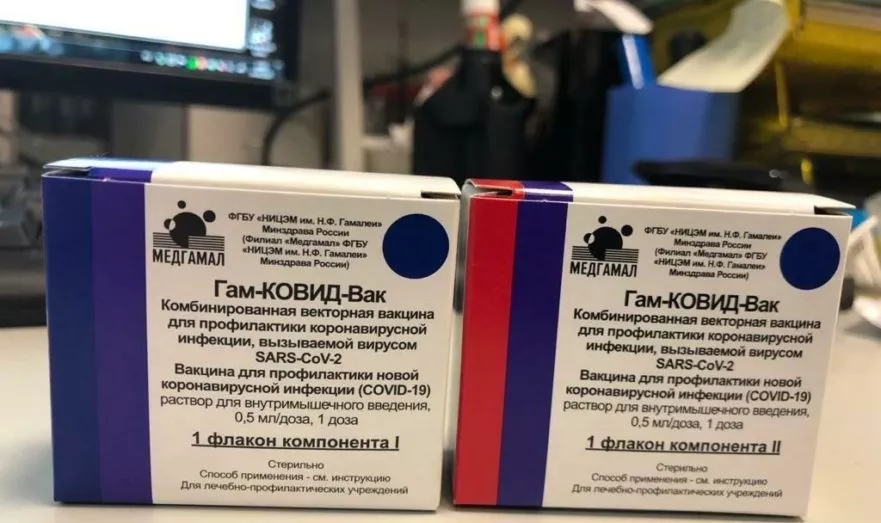 ФГБУ «НИЦЭМ им. Н.Ф. Гамалеи»
Минздрава России
(Филиал «Медгамал» ФГБУ
«НИЦЭМ им. Н.Ф. Гамалеи»
Минздрава России)
МЕДГАМАЛ
Гам-КОВИД-Вак
Комбинированная векторная вакцина
для профилактики коронавирусной
инфекции, вызываемой вирусом
SARS-CoV-2
Вакцина для профилактики новой
коронавирусной инфекции (COVID-19)
раствор для внутримышечного введения,
0,5 мл/доза, 1 доза
1 флакон компонента I
Стерильно
Способ применения - см. инструкцию
Для лечебно-профилактических учреждений
ФГБУ «НИЦЭМ им. Н.Ф. Гамалеи»
Минздрава России
(Филиал «Медгамал» ФГБУ
«НИЦЭМ им. Н.Ф. Гамалеи»
Минздрава России)
МЕДГАМАЛ
Гам-КОВИД-Вак
Комбинированная векторная вакцина
для профилактики коронавирусной
инфекции, вызываемой вирусом
SARS-CoV-2
Вакцина для профилактики новой
коронавирусной инфекции (COVID-19)
раствор для внутримышечного введения,
0,5 мл/доза, 1 доза
1 флакон компонента II
Стерильно
Способ применения - см. инструкцию
Для лечебно-профилактических учреждений